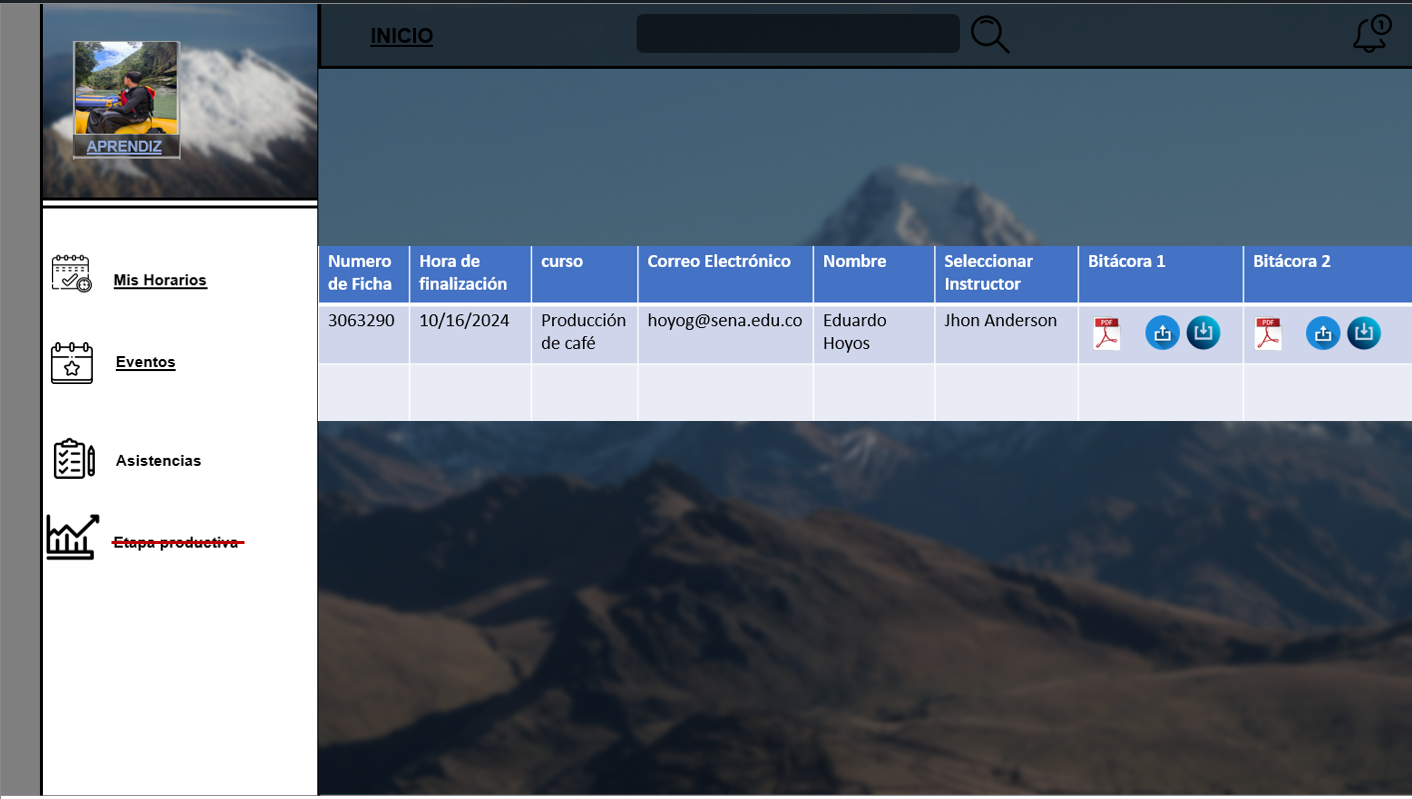 INICIO
1
APRENDIZ
Mis Horarios
Eventos
Asistencias
Etapa productiva
Numero de Ficha
Hora de finalización
curso
Correo Electrónico
Nombre
Seleccionar Instructor
Bitácora 1
Bitácora 2
3063290
10/16/2024
Producción de café
hoyog@sena.edu.co
Eduardo Hoyos
Jhon Anderson
PDF
PDF